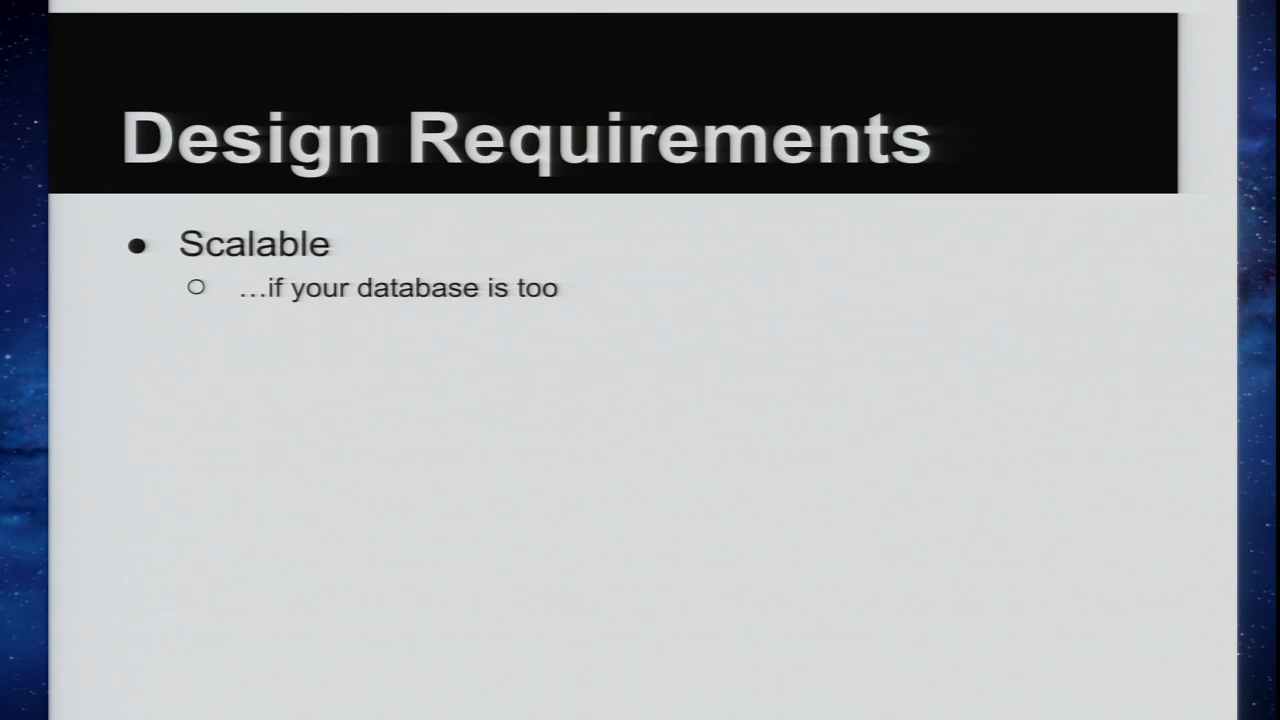 Design Requirements
● Scalable
○ …if your database is too